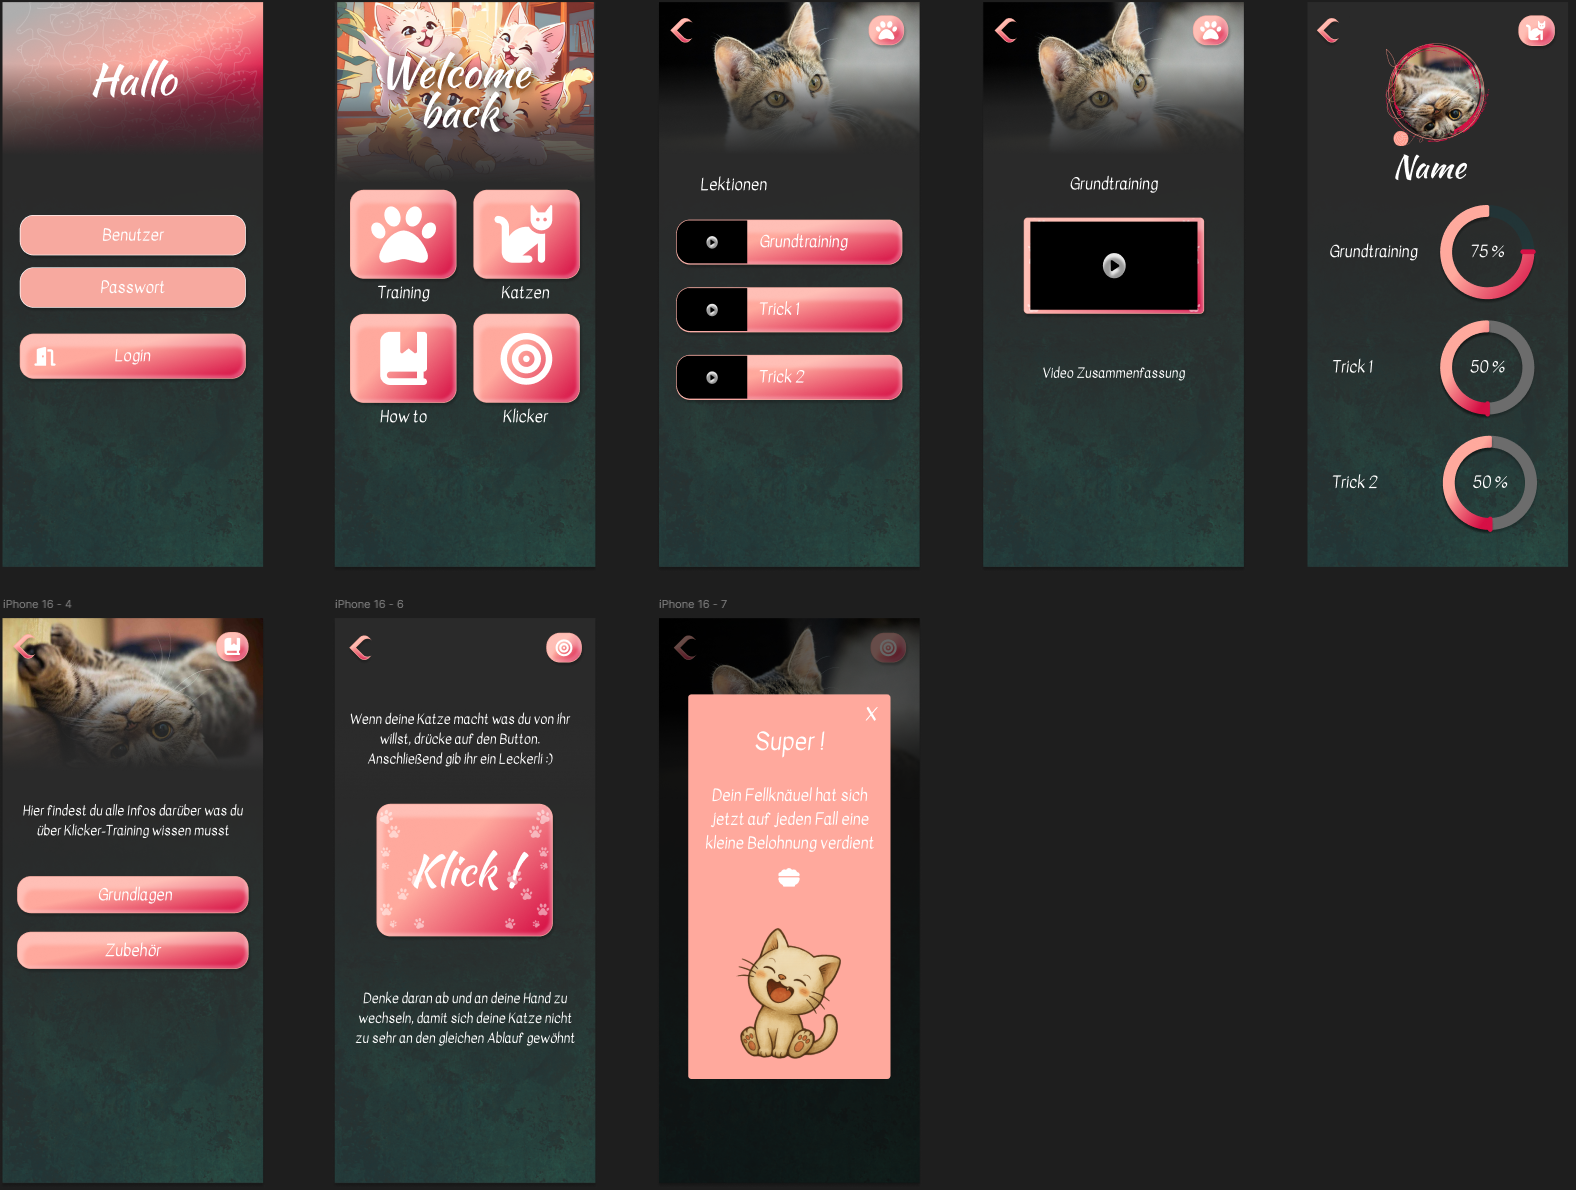 Hallo
Benutzer
Passwort
Login
Welcome
back
Training
Katzen
How to
Klicker
Lektionen
Grundtraining
Trick 1
Trick 2
Grundtraining
Video Zusammenfassung
Name
Grundtraining
75 %
Trick 1
50 %
Trick 2
50 %
iPhone 16 - 4
Hier findest du alle Infos darüber was du
über Klicker-Training wissen musst
Grundlagen
Zubehör
iPhone 16 - 6
Wenn deine Katze macht was du von ihr
willst, drücke auf den Button.
Anschließend gib ihr ein Leckerli :)
Klick !
Denke daran ab und an deine Hand zu
wechseln, damit sich deine Katze nicht
zu sehr an den gleichen Ablauf gewöhnt
iPhone 16 - 7
X
Super !
Dein Fellknäuel hat sich
jetzt auf jeden Fall eine
kleine Belohnung verdient